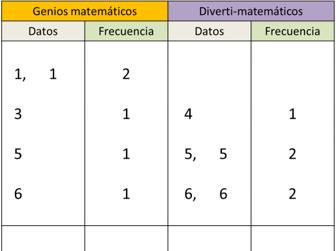 Genios matemáticos Diverti-matemáticos
Datos Frecuencia Datos Frecuencia
1, 1 2
3 1 4 1
5 1 5, 5 2
6 1 6, 6 2